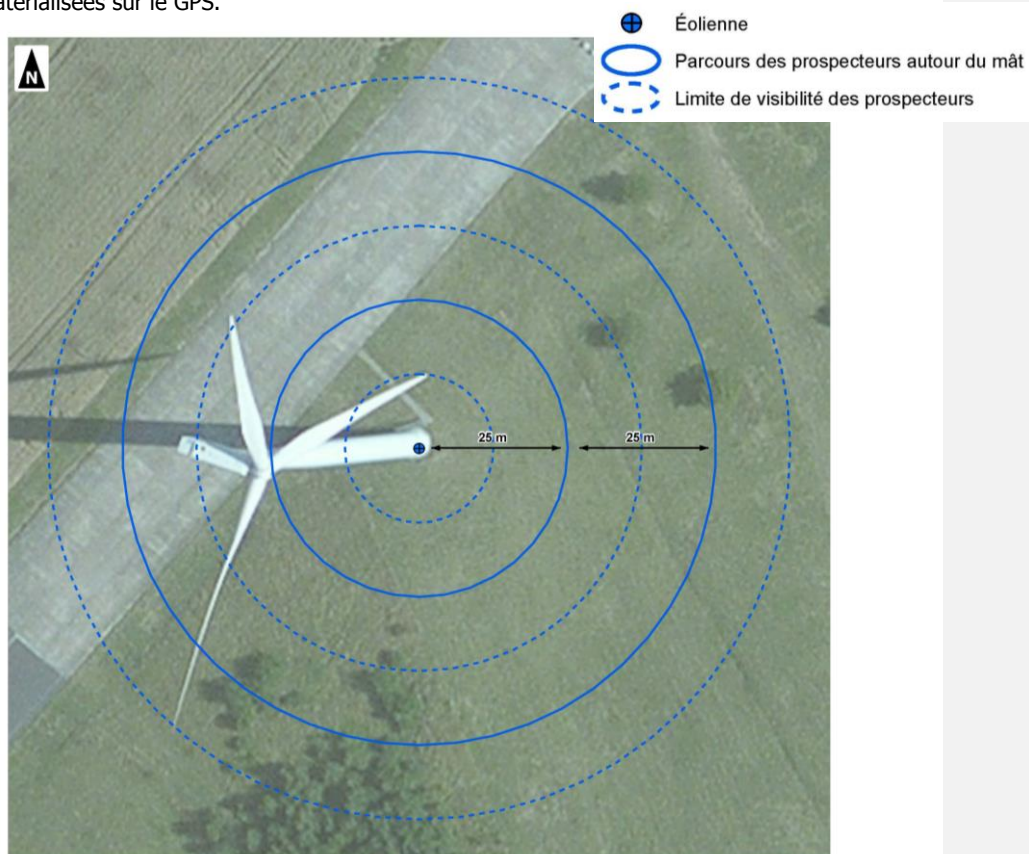 atérialisées sur le GPS.
Éolienne
Parcours des prospecteurs autour du mât
Limite de visibilité des prospecteurs
N
25 m
25 m